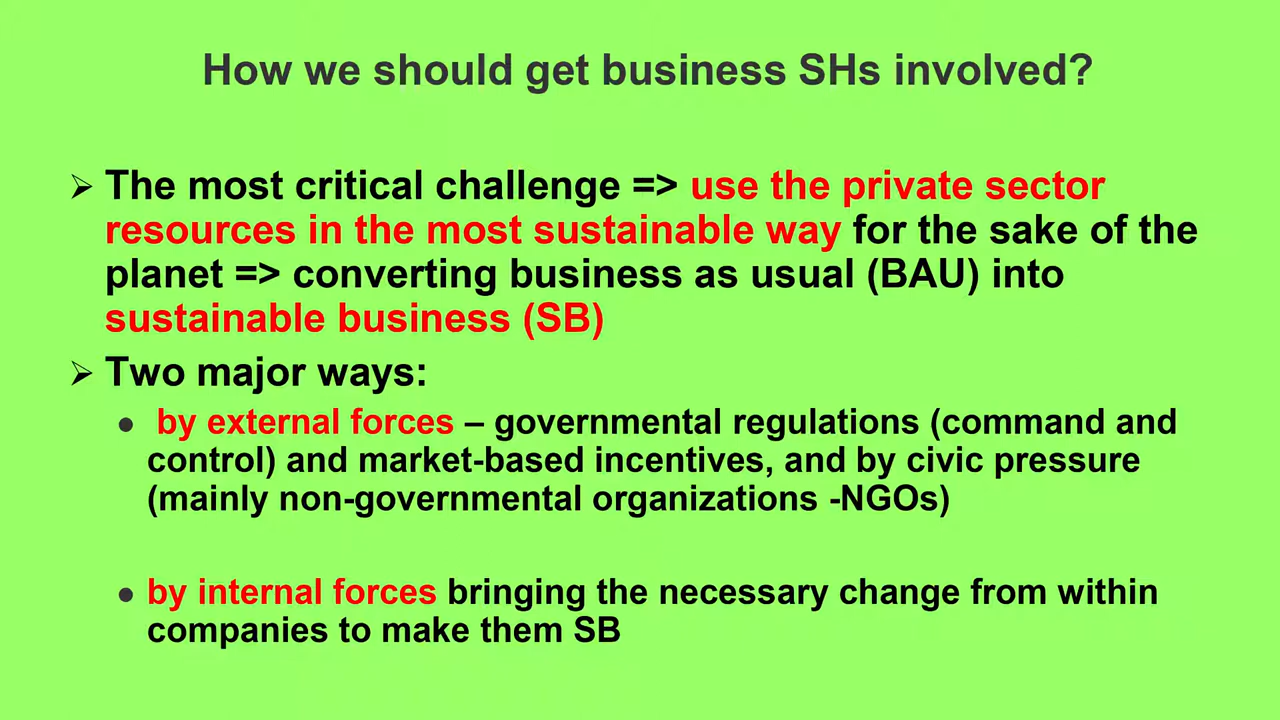 How we should get business SHs involved?
➢ The most critical challenge => use the private sector
resources in the most sustainable way for the sake of the
planet => converting business as usual (BAU) into
sustainable business (SB)
➢ Two major ways:
• by external forces – governmental regulations (command and
control) and market-based incentives, and by civic pressure
(mainly non-governmental organizations -NGOs)
• by internal forces bringing the necessary change from within
companies to make them SB